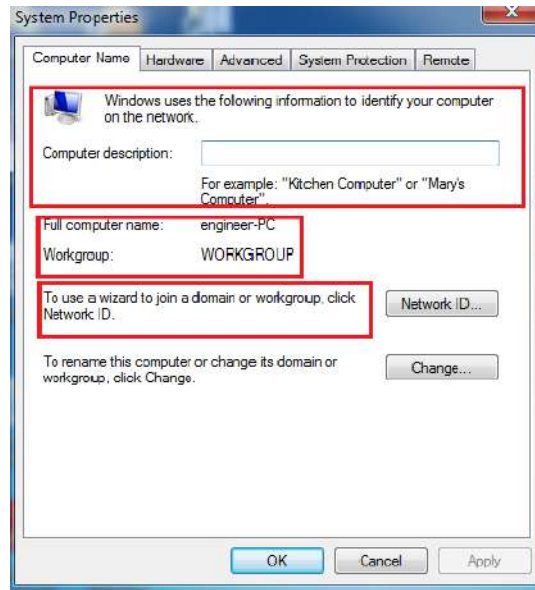 System Properties
Computer Name Hardware Advanced System Protection Remote
Windows uses the following information to identify your computer
on the network.
Computer description:
For example: "Kitchen Computer" or "Mary's
Computer".
Full computer name: engineer-PC
Workgroup: WORKGROUP
To use a wizard to join a domain or workgroup, click
Network ID.
Network ID...
To rename this computer or change its domain or
workgroup, click Change.
Change...
OK Cancel Apply